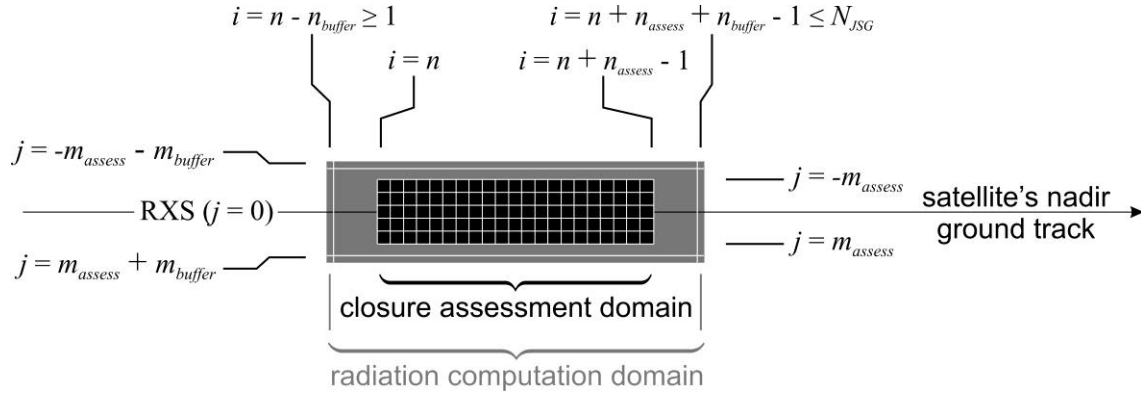 i = n - n_buffer ≥ 1
i = n + n_assess + n_buffer - 1 ≤ N_JSG
i = n
i = n + n_assess - 1
j = -m_assess - m_buffer
j = -m_assess
RXS (j = 0)
satellite's nadir
ground track
j = m_assess + m_buffer
j = m_assess
closure assessment domain
radiation computation domain